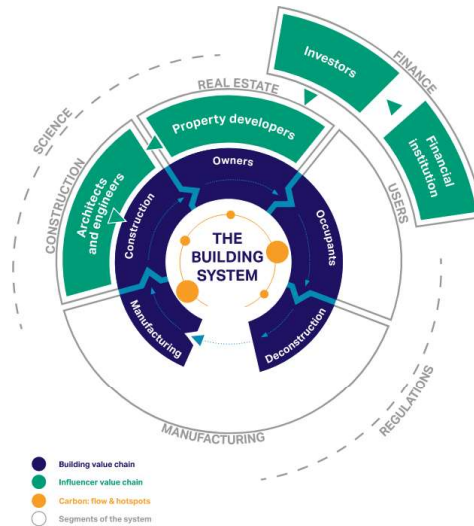 Investors
FINANCE
Financial
institution
REAL ESTATE
Property developers
SCIENCE
CONSTRUCTION
Architects
and engineers
Construction
Owners
Occupants
USERS
THE
BUILDING
SYSTEM
Manufacturing
Deconstruction
MANUFACTURING
REGULATIONS
Building value chain
Influencer value chain
Carbon: flow & hotspots
Segments of the system